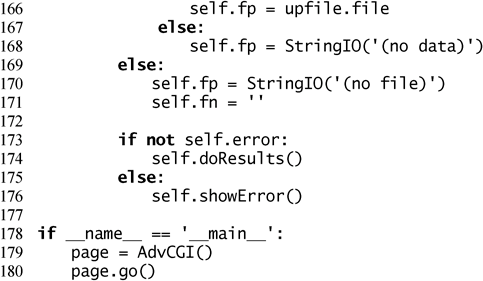 166                 self.fp = upfile.file
167             else:
168                 self.fp = StringIO('(no data)')
169         else:
170             self.fp = StringIO('(no file)')
171             self.fn = ''
172
173         if not self.error:
174             self.doResults()
175         else:
176             self.showError()
177
178 if __name__ == '__main__':
179     page = AdvCGI()
180     page.go()